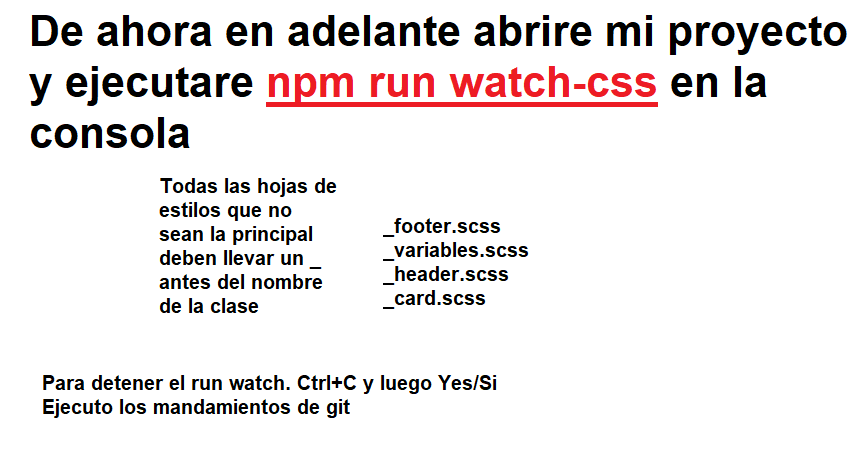 De ahora en adelante abrire mi proyecto
y ejecutare npm run watch-css en la
consola
Todas las hojas de
estilos que no
sean la principal
deben llevar un _
antes del nombre
de la clase
_footer.scss
_variables.scss
_header.scss
_card.scss
Para detener el run watch. Ctrl+C y luego Yes/Si
Ejecuto los mandamientos de git